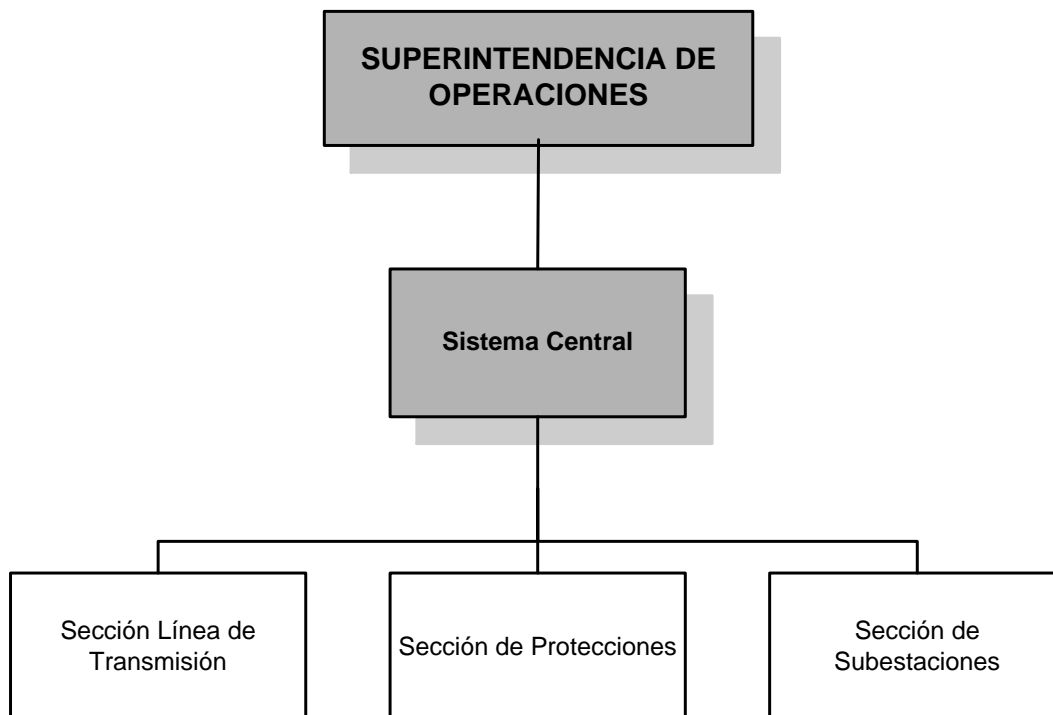 SUPERINTENDENCIA DE
OPERACIONES
Sistema Central
Sección Línea de
Transmisión
Sección de Protecciones
Sección de
Subestaciones